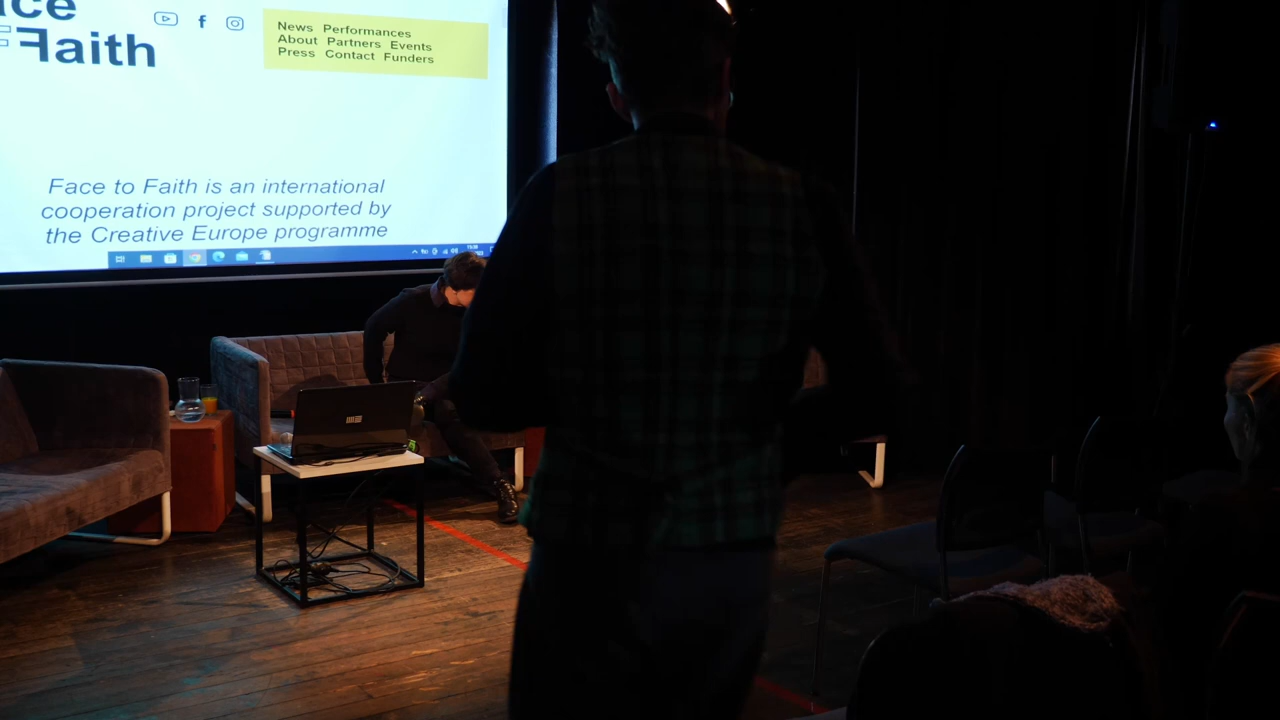 ace
Faith
News Performances
About Partners Events
Press Contact Funders
Face to Faith is an international
cooperation project supported by
the Creative Europe programme